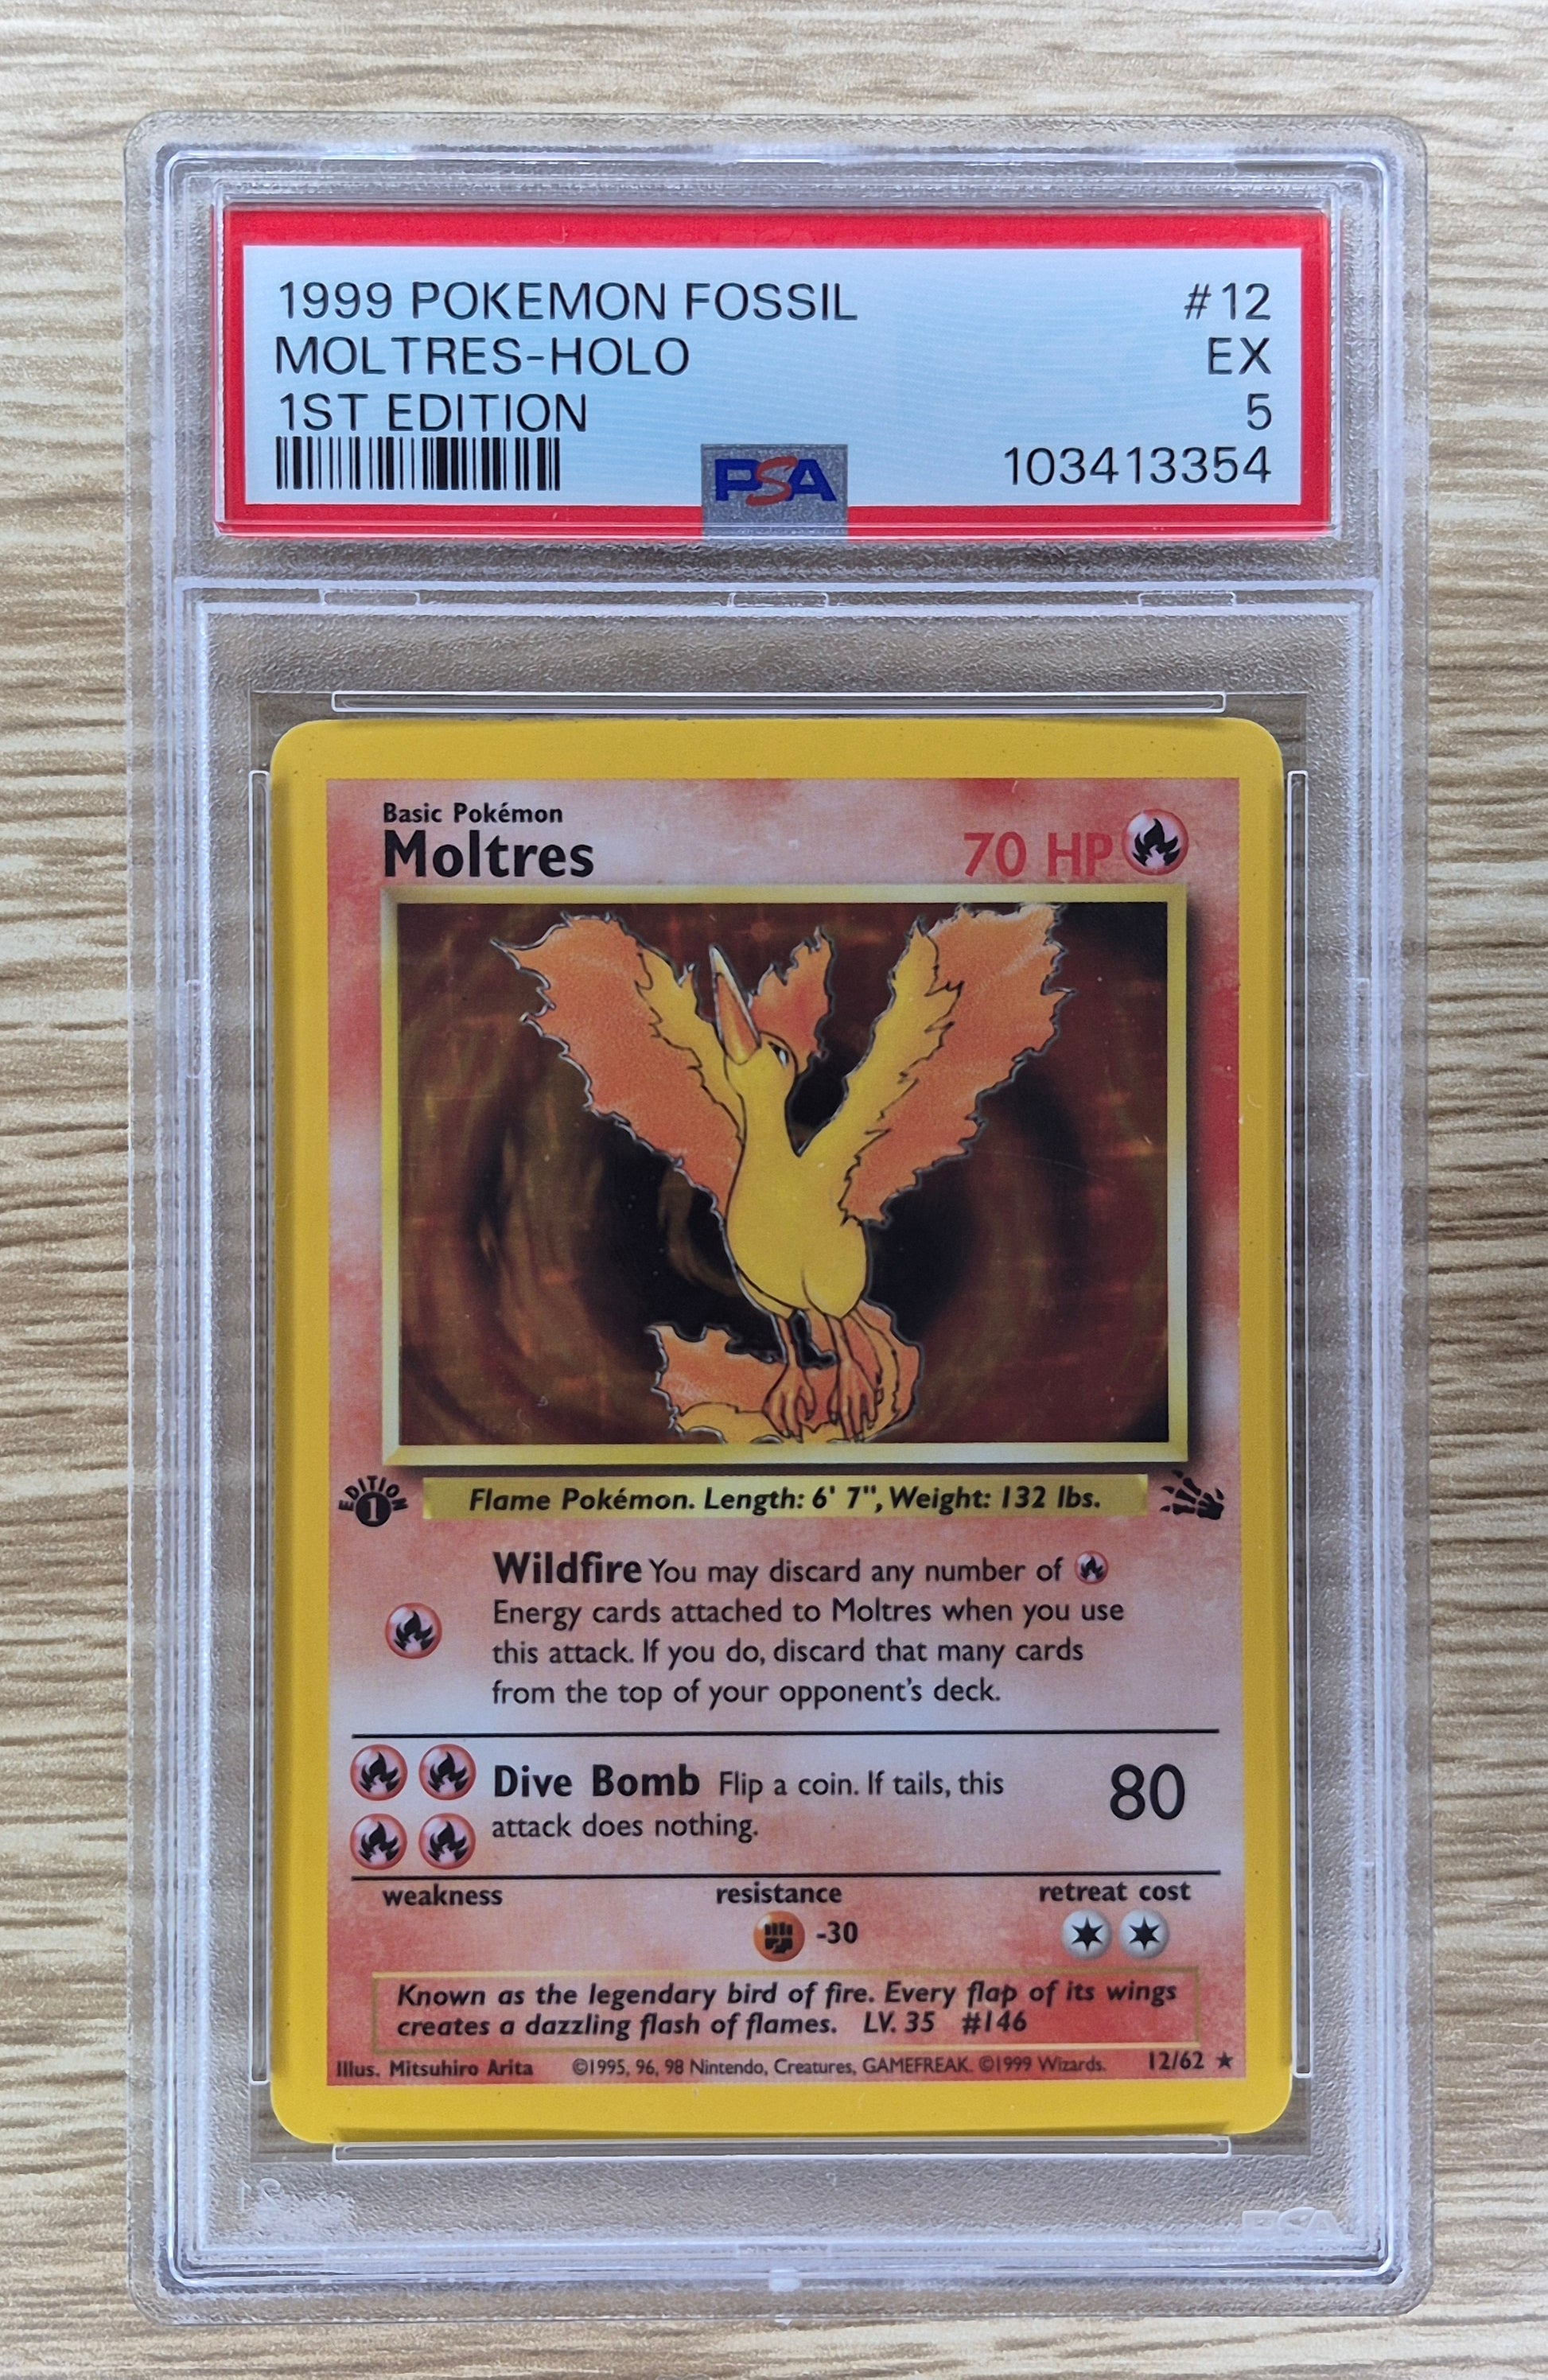 1999 POKEMON FOSSIL #12
MOLTRES-HOLO EX
1ST EDITION 5
PSA 103413354
Basic Pokémon
Moltres 70 HP
EDITION
1
Flame Pokémon. Length: 6' 7", Weight: 132 lbs.
Wildfire You may discard any number of
Energy cards attached to Moltres when you use
this attack. If you do, discard that many cards
from the top of your opponent's deck.
Dive Bomb Flip a coin. If tails, this
attack does nothing.
80
weakness resistance retreat cost
-30
Known as the legendary bird of fire. Every flap of its wings
creates a dazzling flash of flames. LV. 35 #146
Illus. Mitsuhiro Arita ©1995, 96, 98 Nintendo, Creatures, GAMEFREAK. ©1999 Wizards. 12/62 ★
PSA